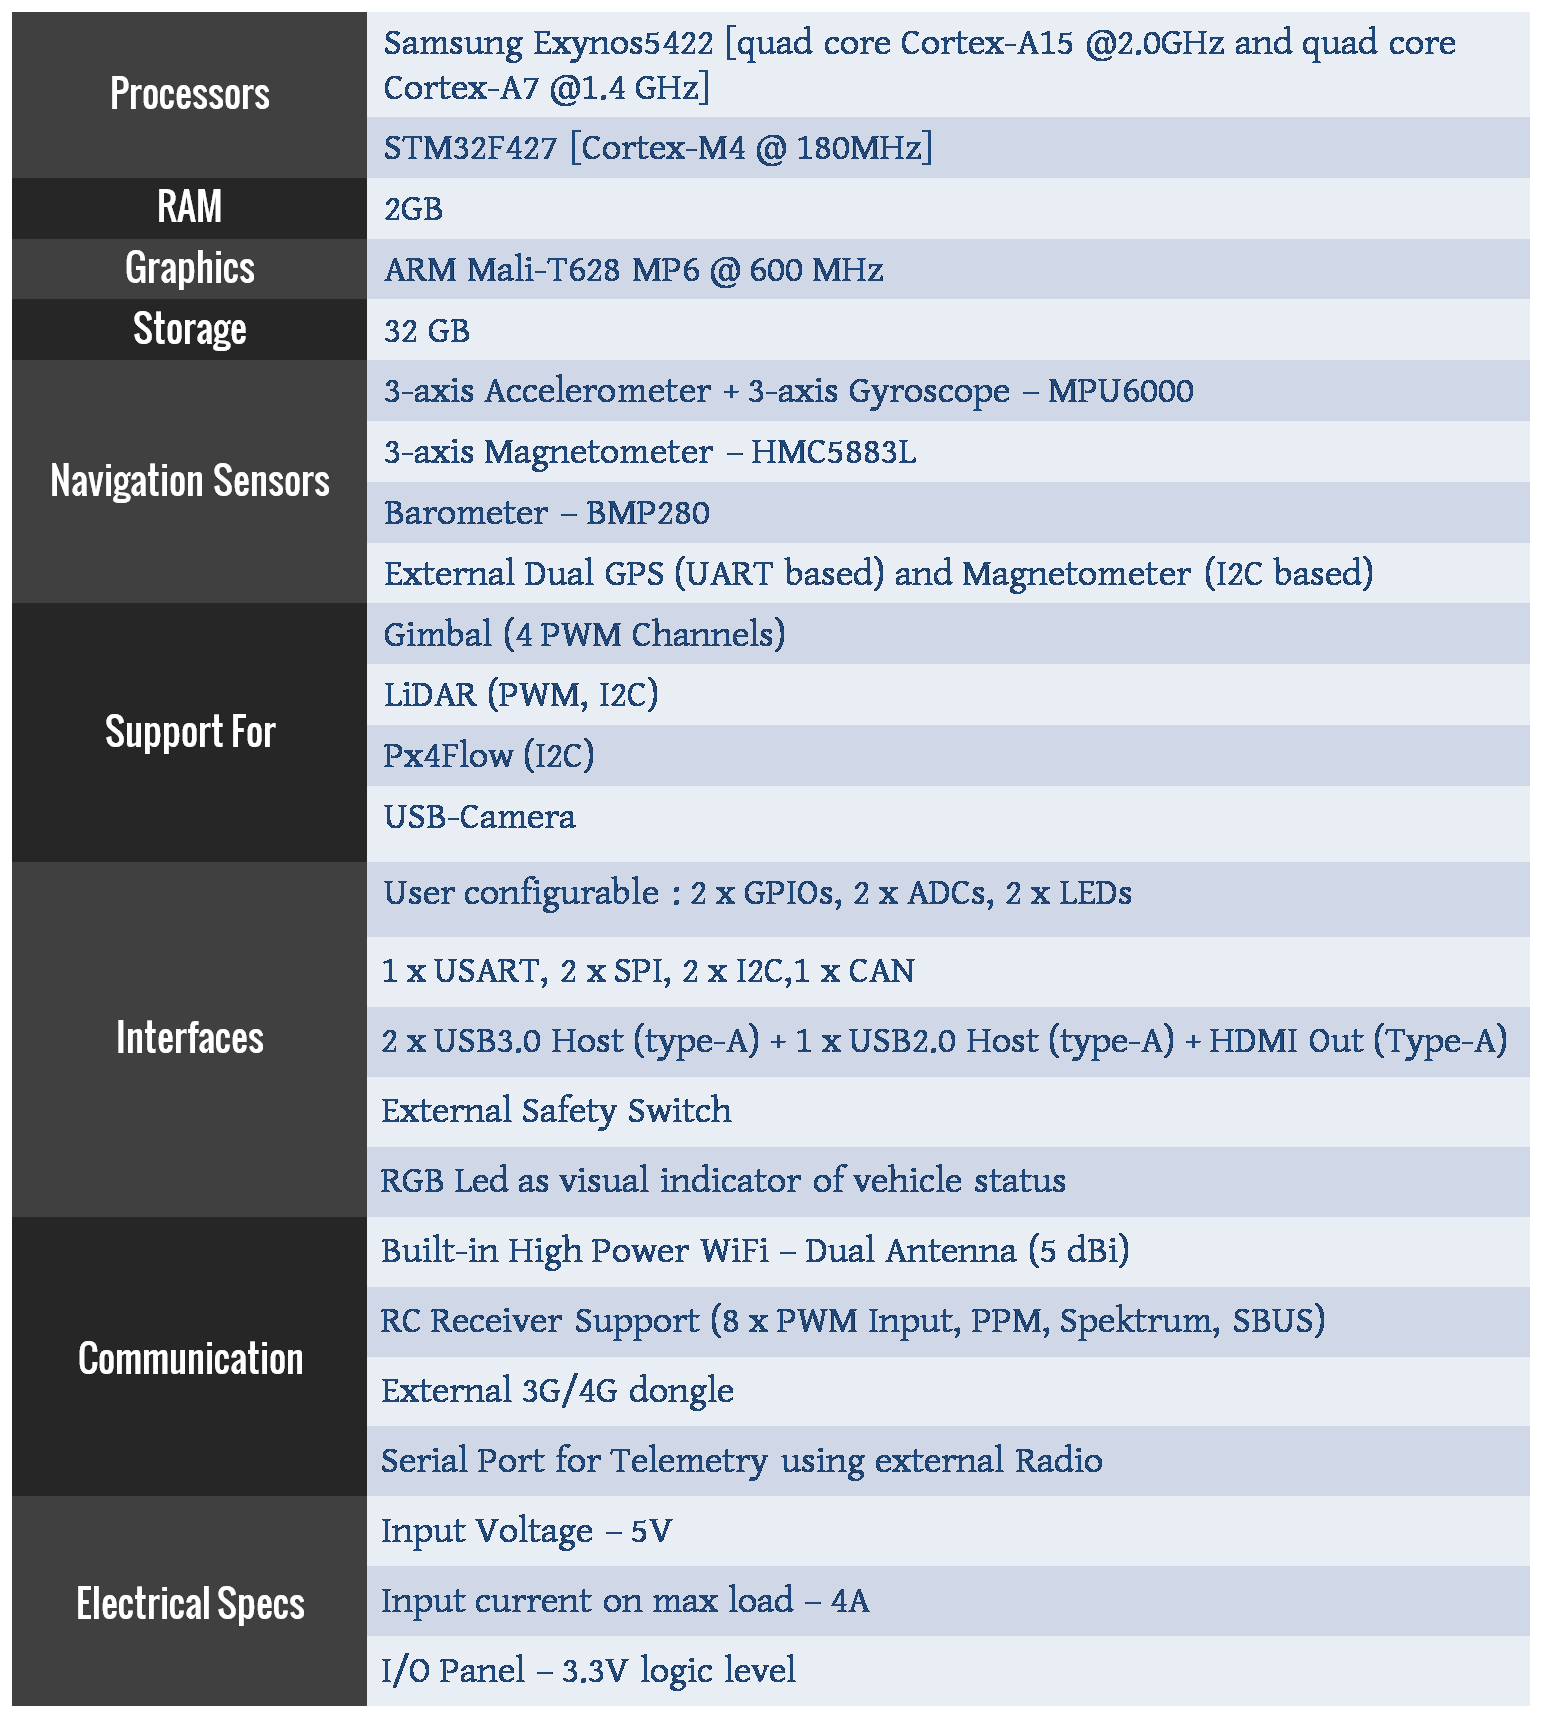 Processors
Samsung Exynos5422 [quad core Cortex-A15 @2.0GHz and quad core
Cortex-A7 @1.4 GHz]
STM32F427 [Cortex-M4 @ 180MHz]
RAM
2GB
Graphics
ARM Mali-T628 MP6 @ 600 MHz
Storage
32 GB
Navigation Sensors
3-axis Accelerometer + 3-axis Gyroscope – MPU6000
3-axis Magnetometer – HMC5883L
Barometer – BMP280
External Dual GPS (UART based) and Magnetometer (I2C based)
Support For
Gimbal (4 PWM Channels)
LiDAR (PWM, I2C)
Px4Flow (I2C)
USB-Camera
Interfaces
User configurable : 2 x GPIOs, 2 x ADCs, 2 x LEDs
1 x USART, 2 x SPI, 2 x I2C,1 x CAN
2 x USB3.0 Host (type-A) + 1 x USB2.0 Host (type-A) + HDMI Out (Type-A)
External Safety Switch
RGB Led as visual indicator of vehicle status
Communication
Built-in High Power WiFi – Dual Antenna (5 dBi)
RC Receiver Support (8 x PWM Input, PPM, Spektrum, SBUS)
External 3G/4G dongle
Serial Port for Telemetry using external Radio
Electrical Specs
Input Voltage – 5V
Input current on max load – 4A
I/O Panel – 3.3V logic level